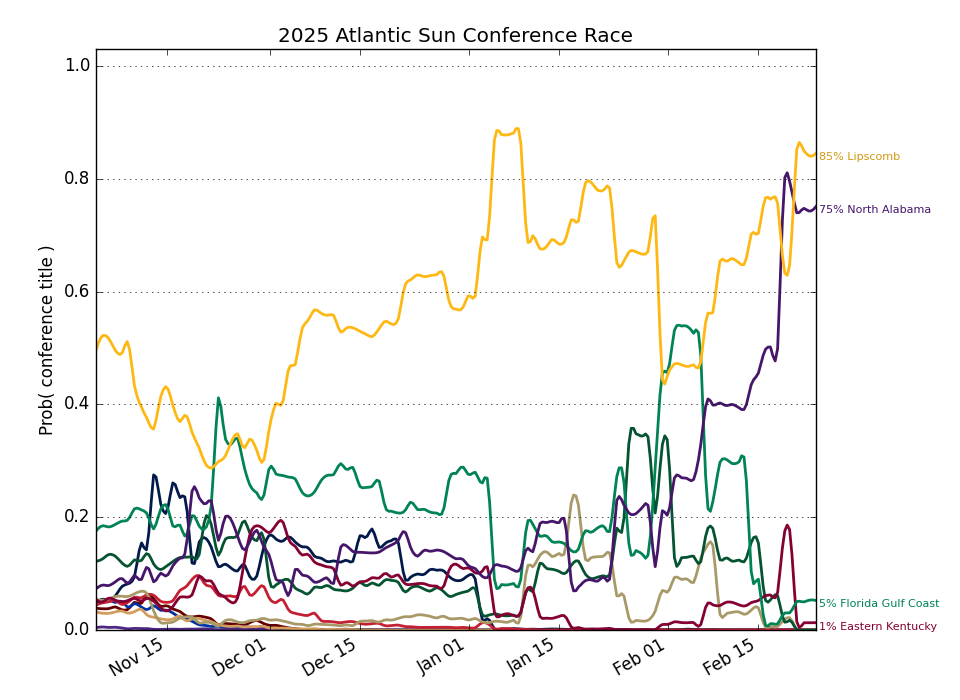 2025 Atlantic Sun Conference Race
Prob( conference title )
1.0
0.8
0.6
0.4
0.2
0.0
Nov 15
Dec 01
Dec 15
Jan 01
Jan 15
Feb 01
Feb 15
85% Lipscomb
75% North Alabama
5% Florida Gulf Coast
1% Eastern Kentucky